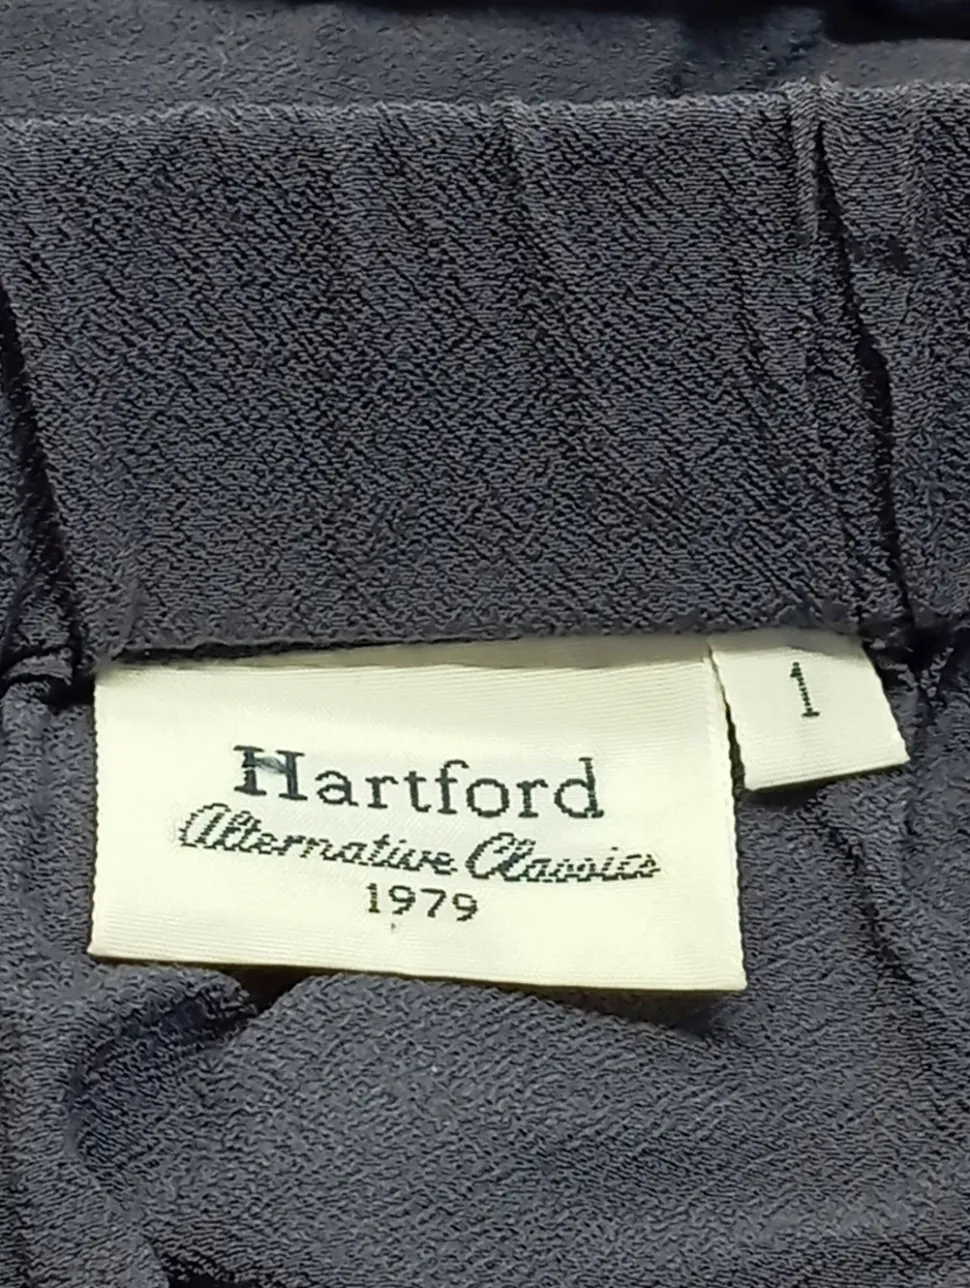 Hartford
Alternative Classics
1979
1